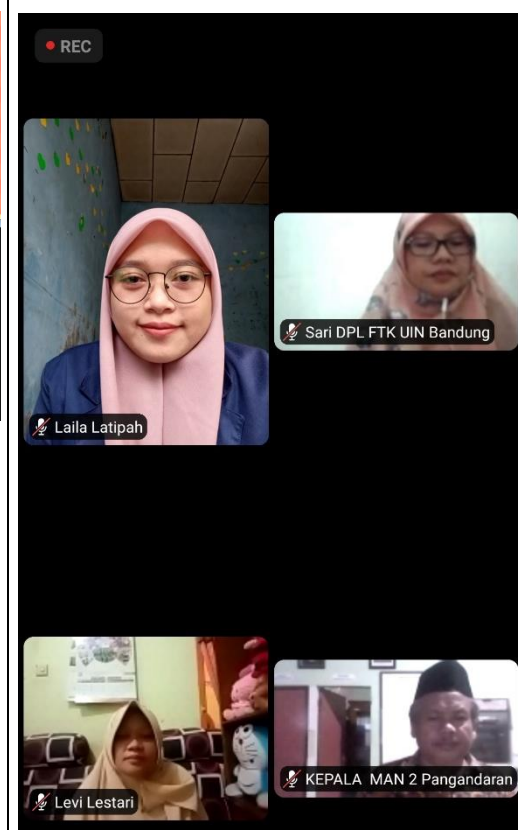 REC
Laila Latipah
Sari DPL FTK UIN Bandung
Levi Lestari
KEPALA MAN 2 Pangandaran